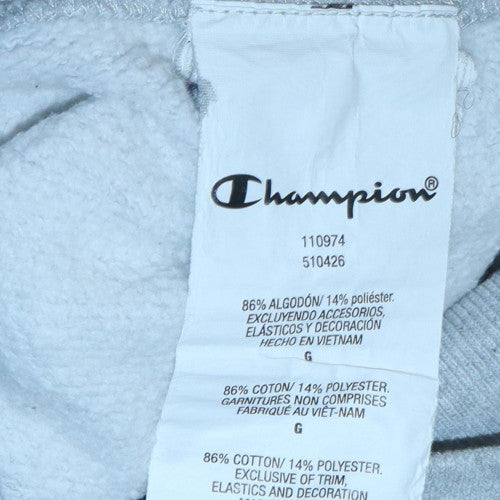 Champion®
110974
510426
86% ALGODÓN/ 14% poliéster.
EXCLUYENDO ACCESORIOS,
ELÁSTICOS Y DECORACIÓN
HECHO EN VIETNAM
G
86% COTON/ 14% POLYESTER.
GARNITURES NON COMPRISES
FABRIQUÉ AU VIÊT-NAM
G
86% COTTON/ 14% POLYESTER
EXCLUSIVE OF TRIM,
ELASTICS AND DECORATION